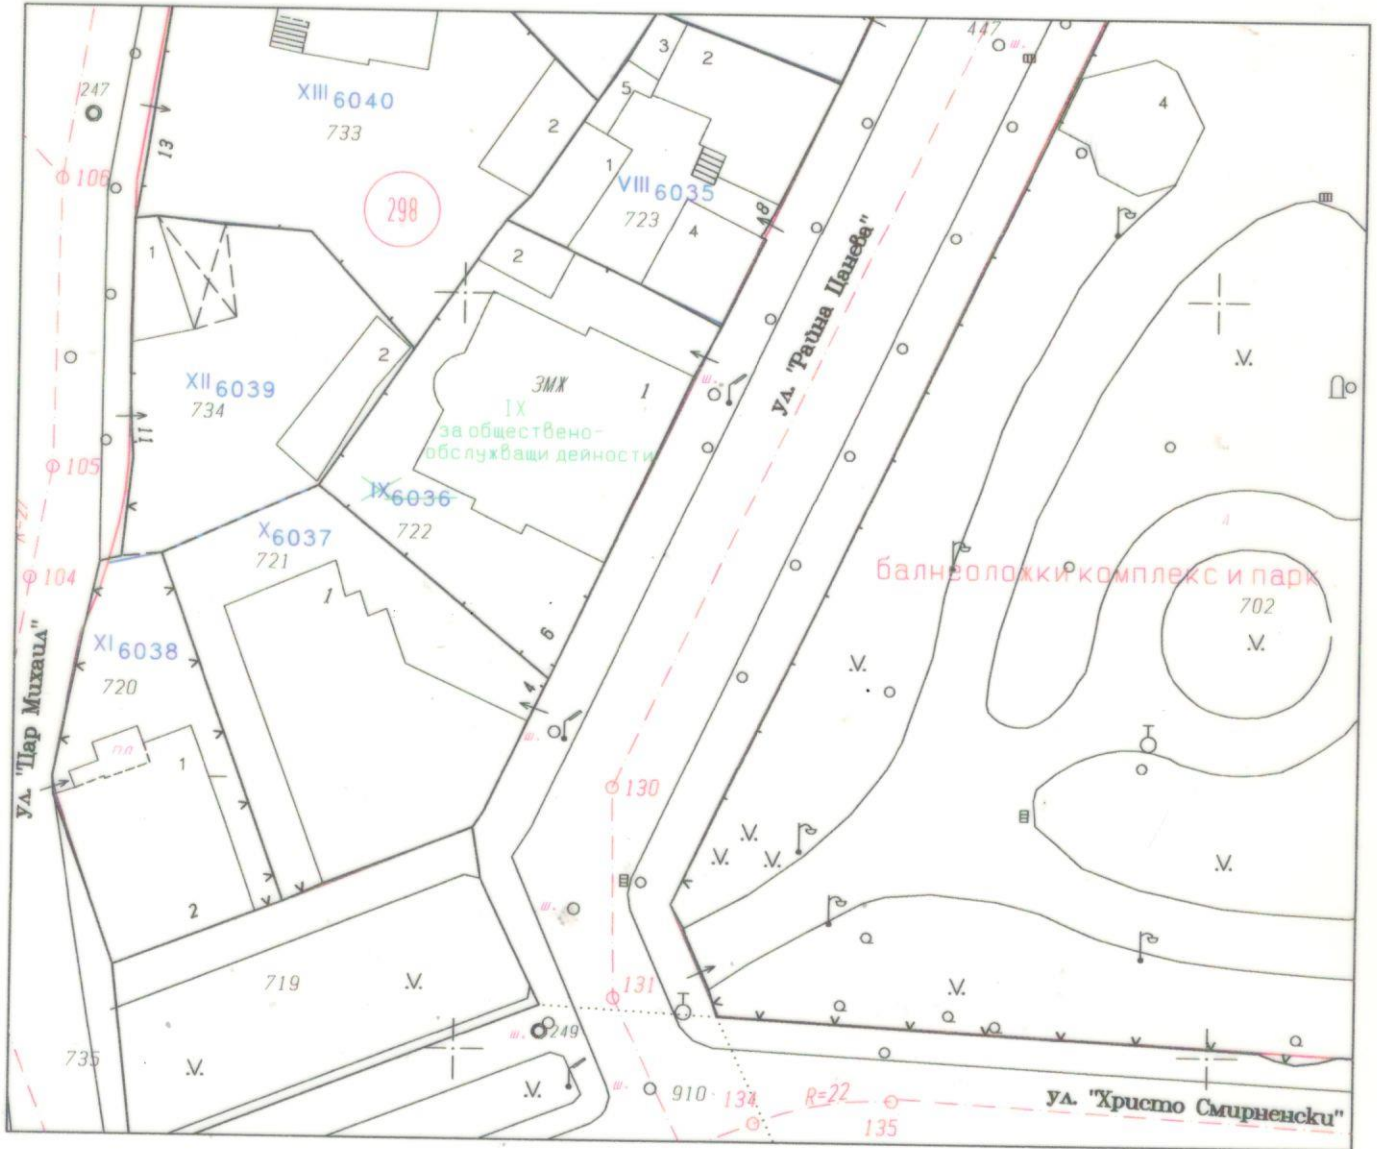 447
ш.
3
2
247
XIII 6040
733
5
2
4
13
106
1
VIII 6035
723
298
8
4
1
2
ул. "Райна Цанева"
2
ЗМЖ
1
ш.
XII 6039
734
IX
за обществено-
обслужващи дейности
11
105
IX 6036
722
X 6037
721
балнеоложки комплекс и парк
702
104
1
6
XI 6038
720
4
ул. "Цар Михаил"
ш.
пл
1
130
2
ш.
719
131
ш.
249
735
ш.
910
134
R=22
135
ул. "Христо Смирненски"
.V.
.V.
.V.
.V.
.V.
.V.
.V.
.V.
.V.
.V.
.V.